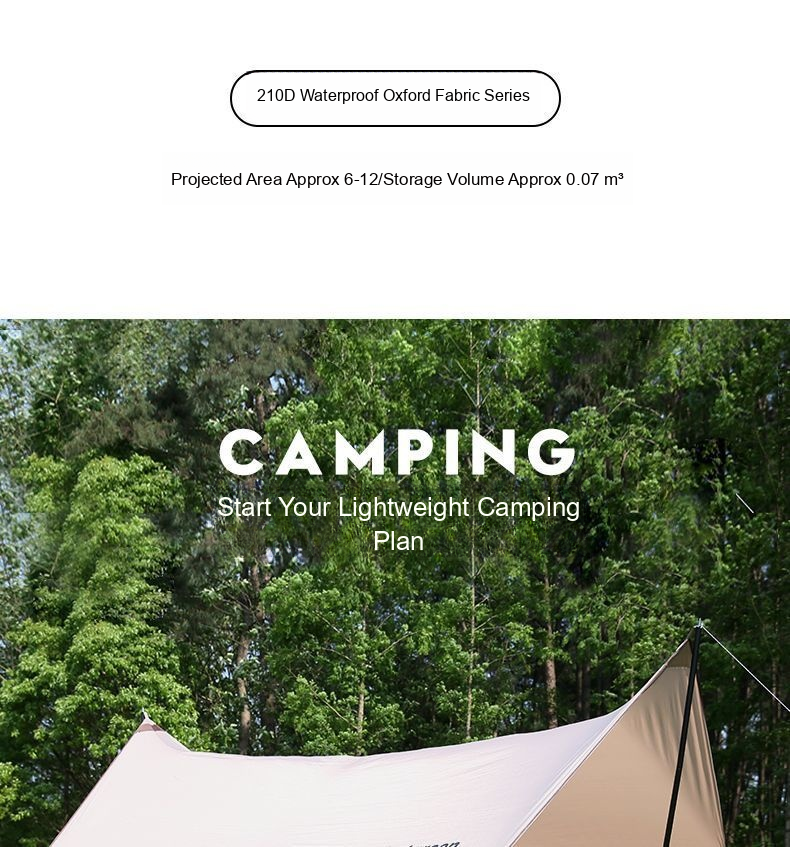 210D Waterproof Oxford Fabric Series
Projected Area Approx 6-12/Storage Volume Approx 0.07 m³
CAMPING
Start Your Lightweight Camping
Plan